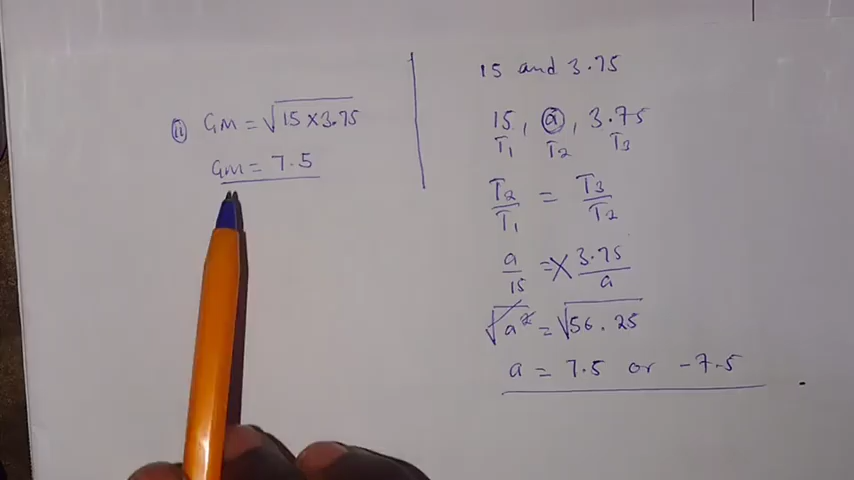 (ii) GM = √15 × 3.75
GM = 7.5
15 and 3.75
15, a, 3.75
T₁ T₂ T₃
T₂/T₁ = T₃/T₂
a/15 = 3.75/a
√a² = √56.25
a = 7.5 or -7.5